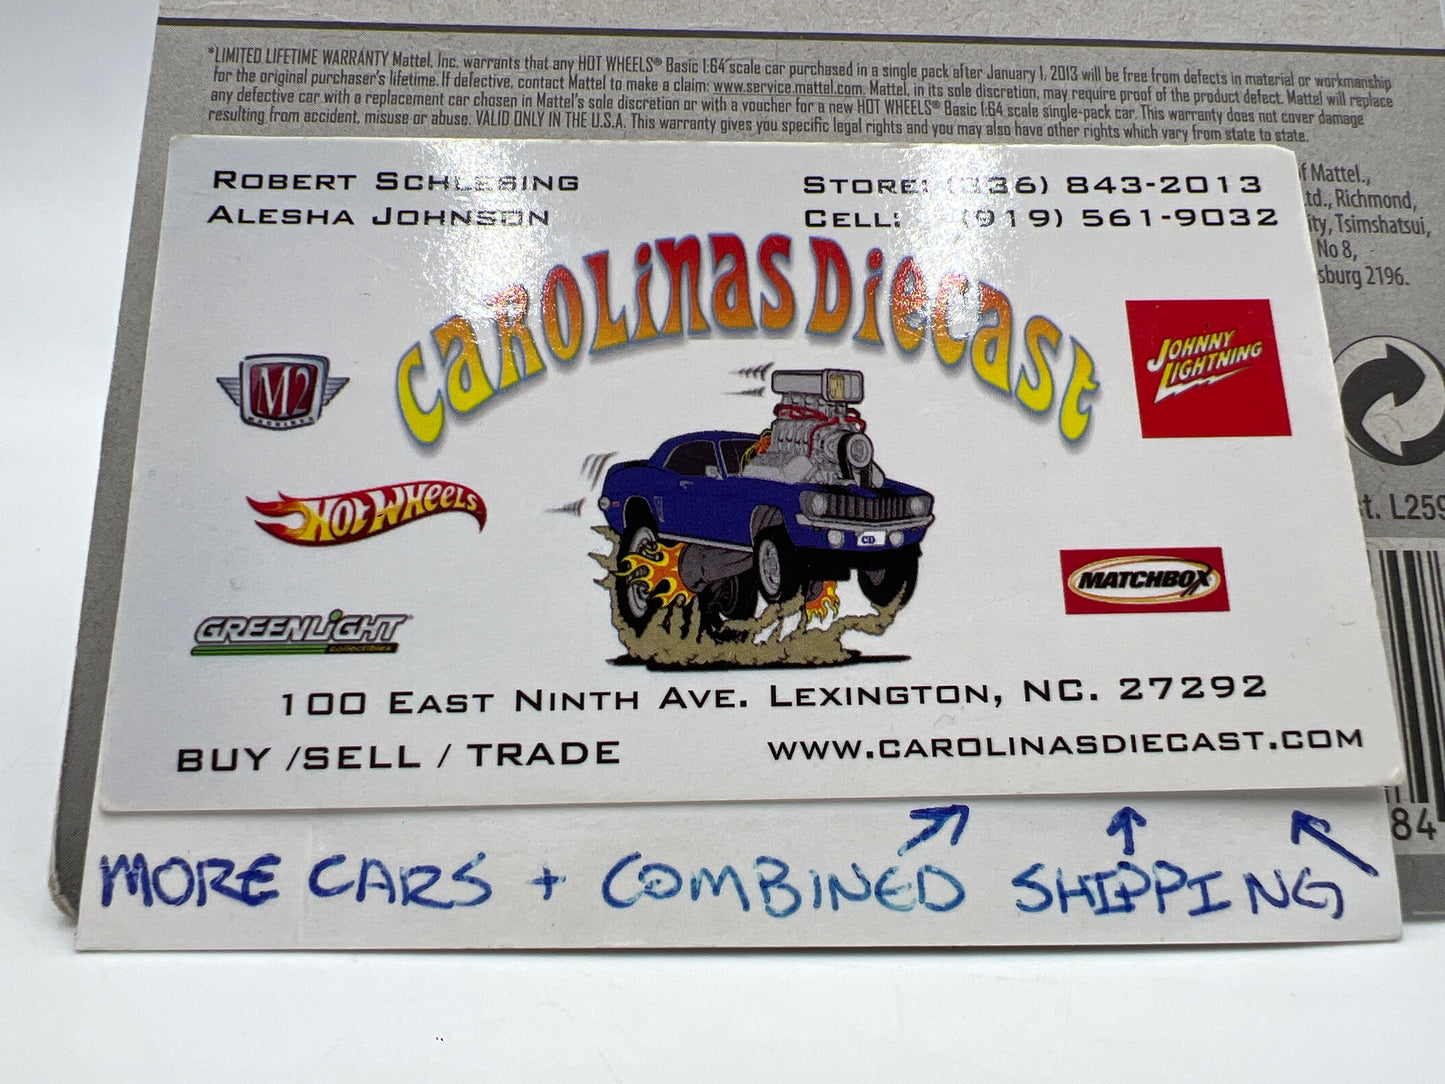 *LIMITED LIFETIME WARRANTY Mattel, Inc. warrants that any HOT WHEELS® Basic 1:64 scale car purchased in a single pack after January 1, 2013 will be free from defects in material or workmanship
for the original purchaser's lifetime. If defective, contact Mattel to make a claim: www.service.mattel.com. Mattel, in its sole discretion, may require proof of the product defect. Mattel will replace
any defective car with a replacement car chosen in Mattel's sole discretion or with a voucher for a new HOT WHEELS® Basic 1:64 scale single-pack car. This warranty does not cover damage
resulting from accident, misuse or abuse. VALID ONLY IN THE U.S.A. This warranty gives you specific legal rights and you may also have other rights which vary from state to state.
f Mattel.,
td., Richmond,
ity, Tsimshatsui,
No 8,
sburg 2196.
t. L259
84
ROBERT SCHLESING
ALESHA JOHNSON
STORE: (336) 843-2013
CELL: (919) 561-9032
CAROLINAS DIECAST
M2
MACHINES
JOHNNY
LIGHTNING
HOT WHEELS
CD
MATCHBOX
GREENLIGHT
collectibles
100 EAST NINTH AVE. LEXINGTON, NC. 27292
BUY /SELL / TRADE
WWW.CAROLINASDIECAST.COM
MORE CARS + COMBINED SHIPPING